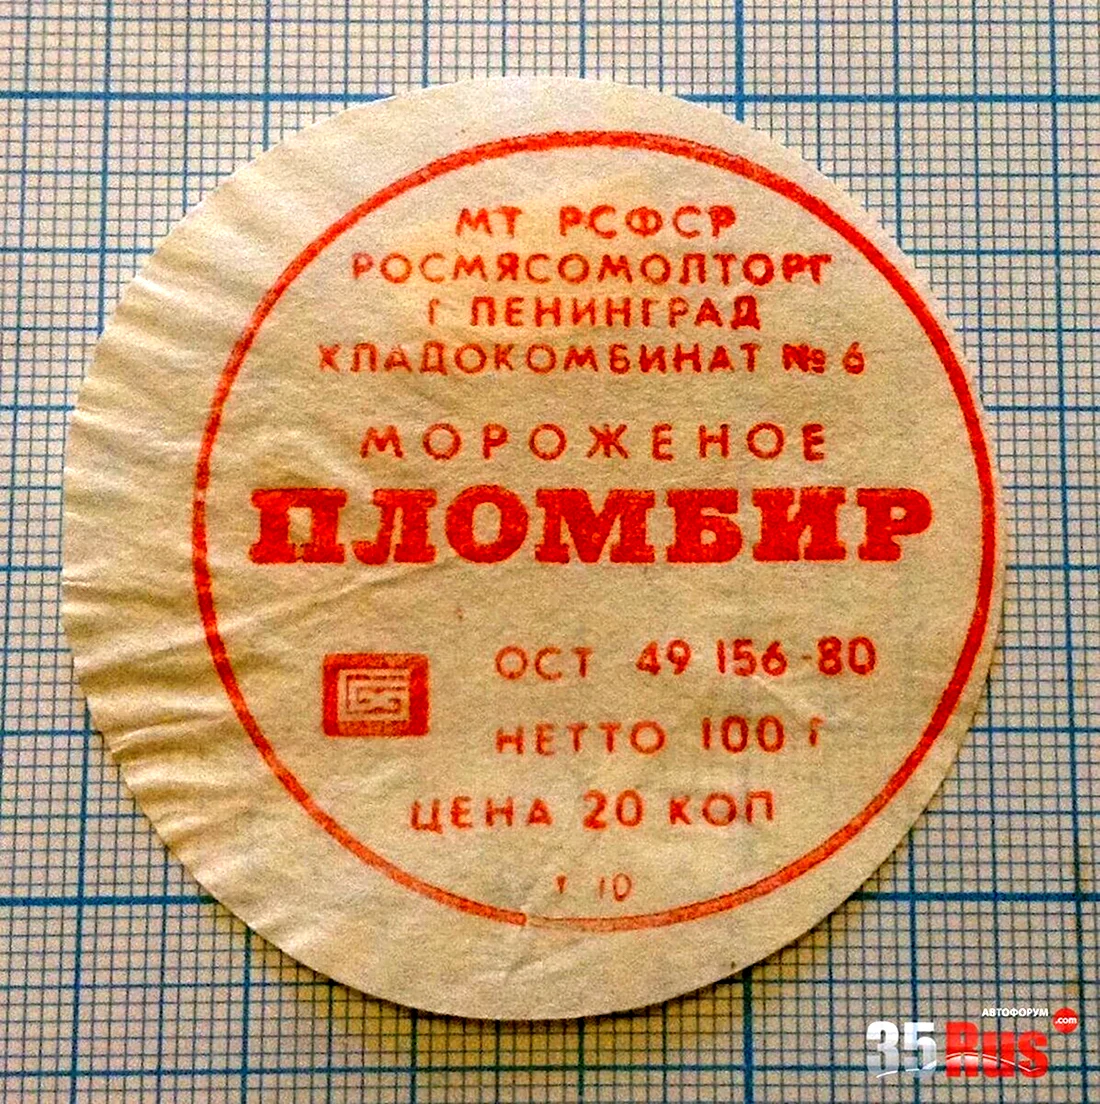 МТ РСФСР
РОСМЯСОМОЛТОРГ
Г ЛЕНИНГРАД
ХЛАДОКОМБИНАТ № 6
МОРОЖЕНОЕ
ПЛОМБИР
ОСТ 49 156-80
НЕТТО 100 Г
ЦЕНА 20 КОП
т 10
АВТОФОРУМ .com
35Rus